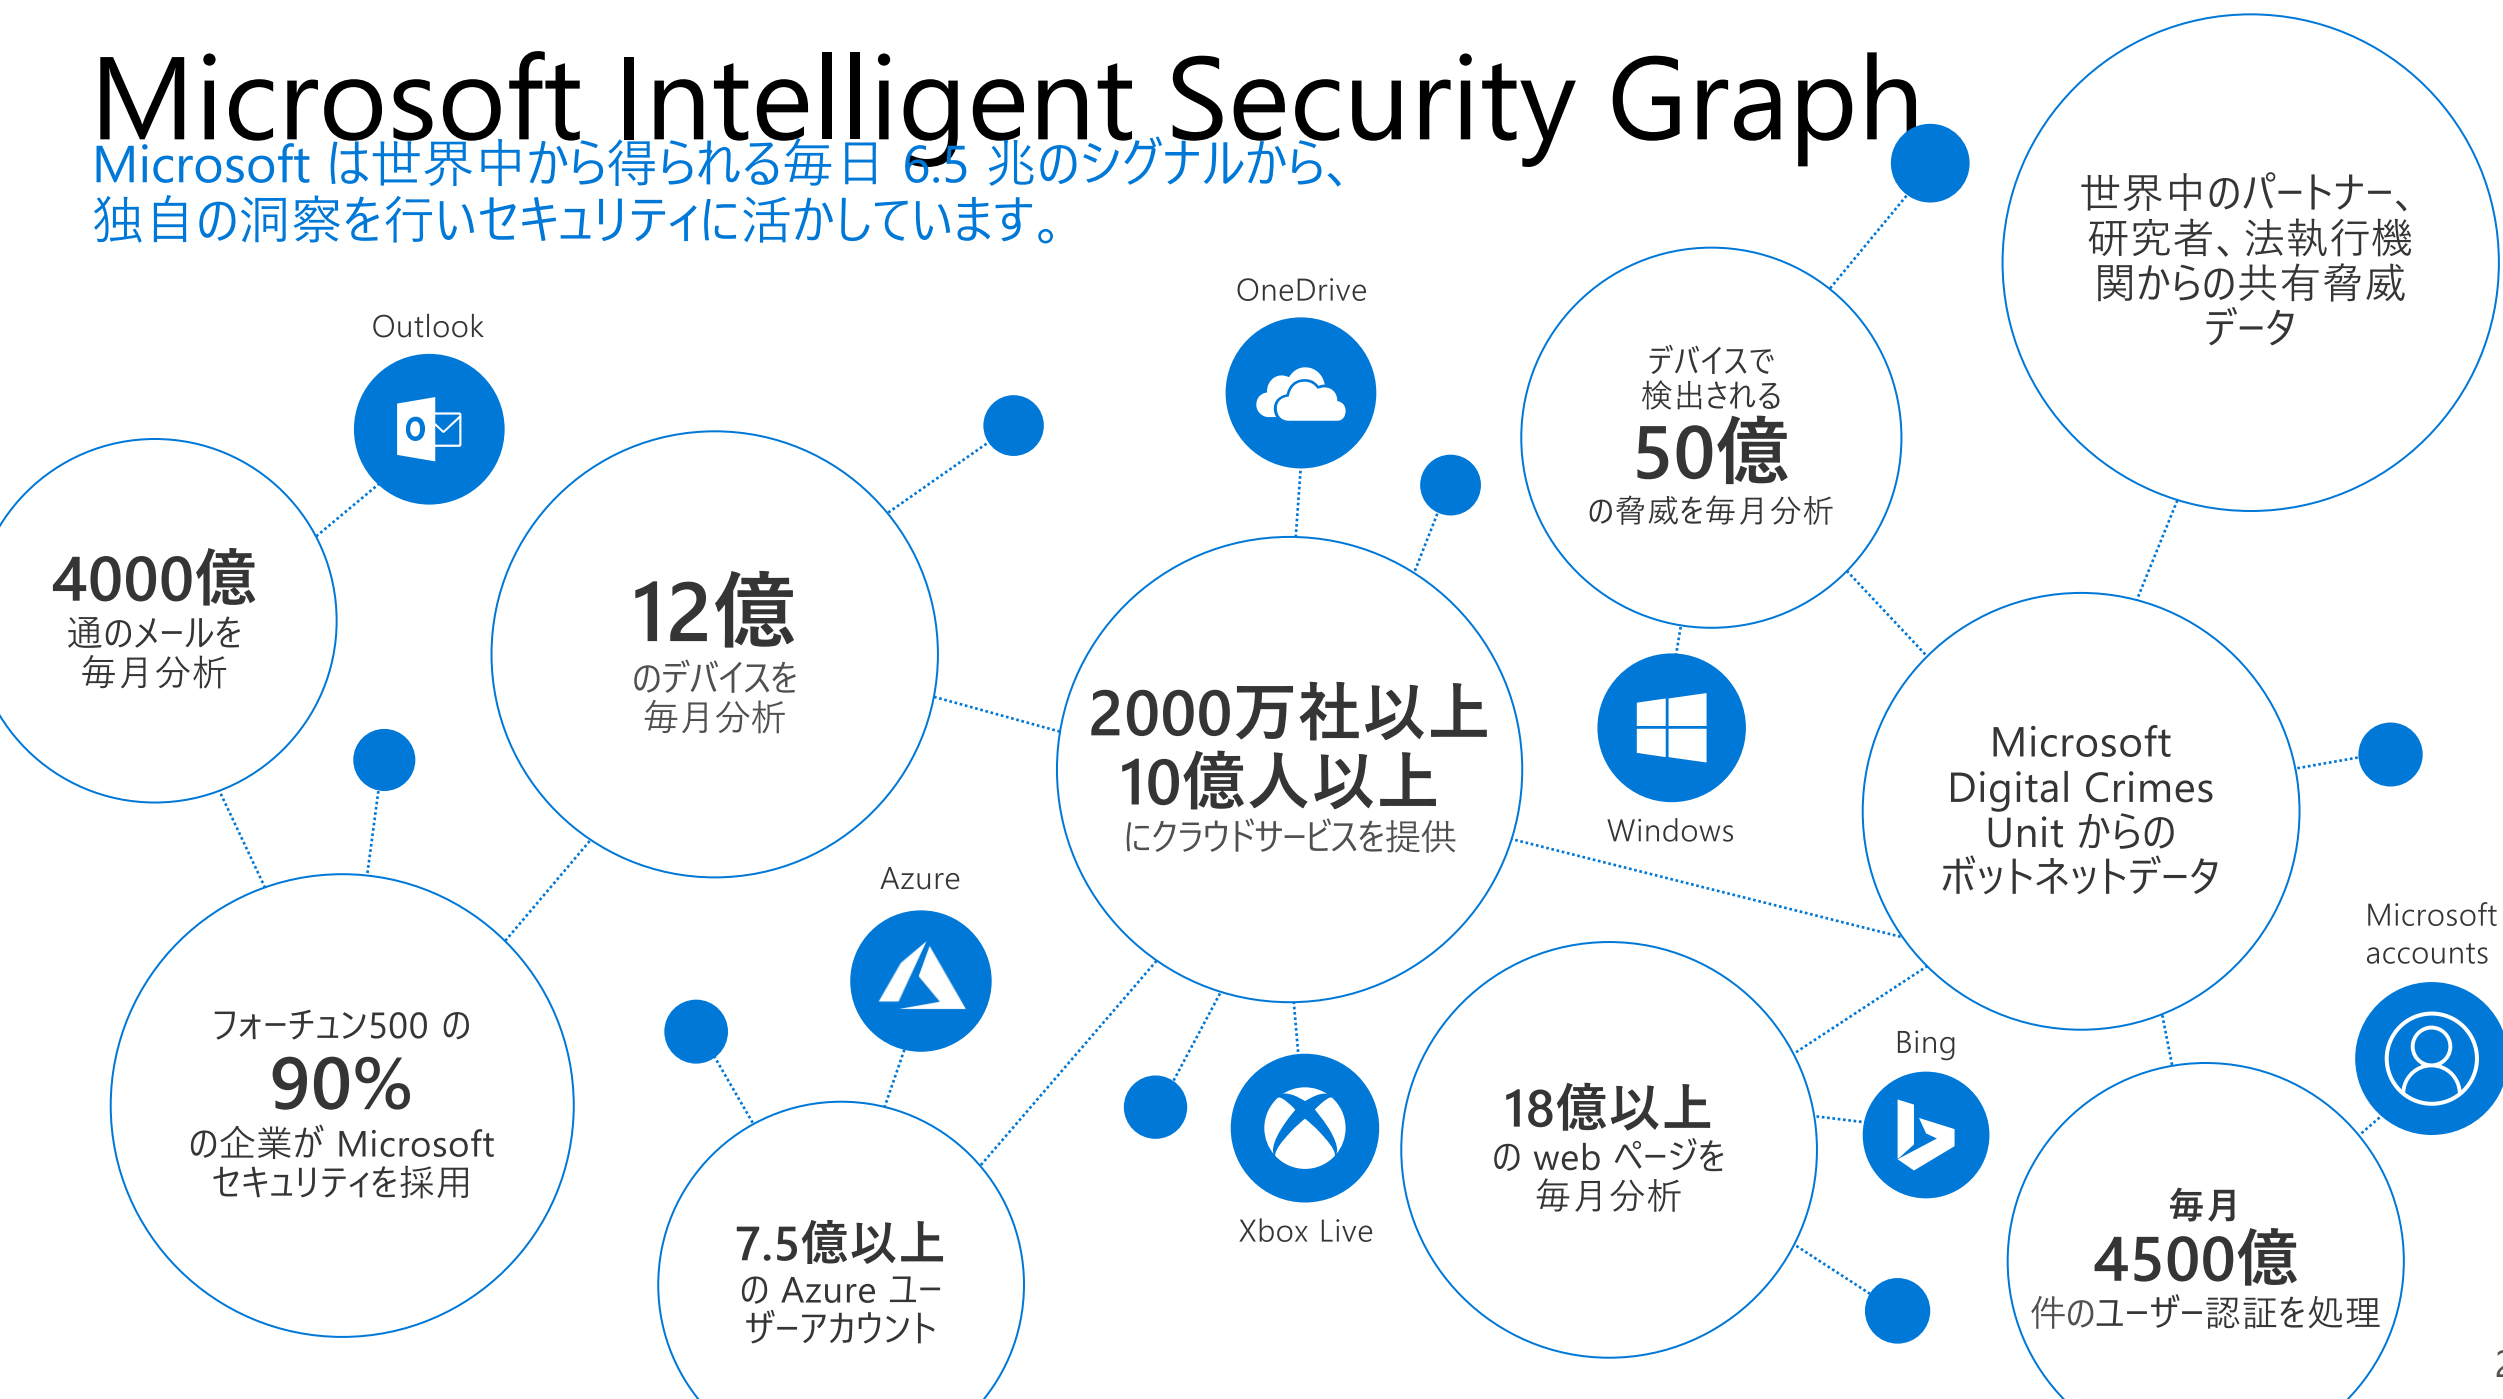 Microsoft Intelligent Security Graph
Microsoft は世界中から得られる毎日 6.5 兆のシグナルから、
独自の洞察を行いセキュリティに活かしています。
世界中のパートナー、
研究者、法執行機
関からの共有脅威
データ
OneDrive
Outlook
デバイスで
検出される
50億
の脅威を毎月分析
4000億
通のメールを
毎月分析
12億
のデバイスを
毎月分析
2000万社以上
10億人以上
にクラウドサービスを提供
Windows
Microsoft
Digital Crimes
Unit からの
ボットネットデータ
Azure
Microsoft
accounts
フォーチュン500 の
90%
の企業が Microsoft
セキュリティを採用
Bing
18億以上
の web ページを
毎月分析
Xbox Live
7.5億以上
の Azure ユー
ザーアカウント
毎月
4500億
件のユーザー認証を処理